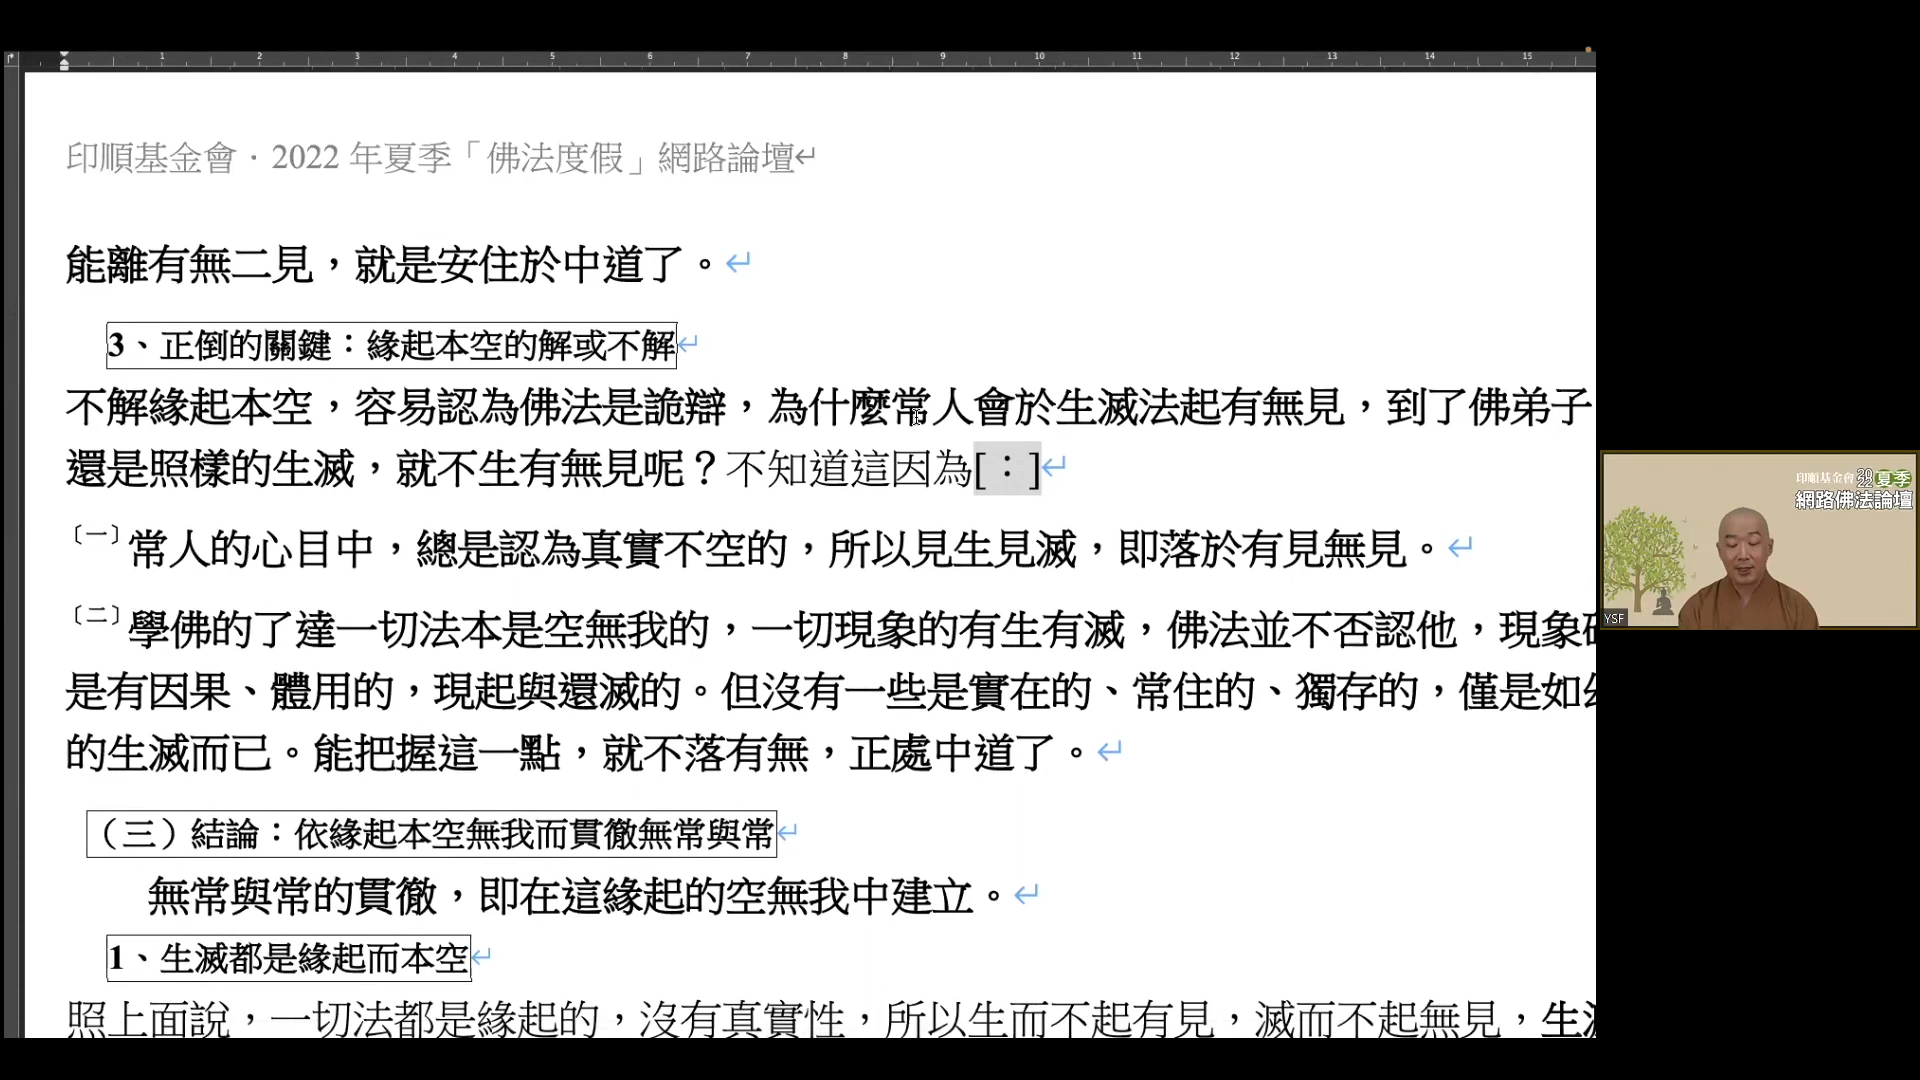 1 2 3 4 5 6 7 8 9 10 11 12 13 14 15
印順基金會．2022 年夏季「佛法度假」網路論壇↵
能離有無二見，就是安住於中道了。↵
3、正倒的關鍵：緣起本空的解或不解↵
不解緣起本空，容易認為佛法是詭辯，為什麼常人會於生滅法起有無見，到了佛弟子
還是照樣的生滅，就不生有無見呢？不知道這因為[：]↵
〔一〕常人的心目中，總是認為真實不空的，所以見生見滅，即落於有見無見。↵
〔二〕學佛的了達一切法本是空無我的，一切現象的有生有滅，佛法並不否認他，現象
是有因果、體用的，現起與還滅的。但沒有一些是實在的、常住的、獨存的，僅是如
的生滅而已。能把握這一點，就不落有無，正處中道了。↵
（三）結論：依緣起本空無我而貫徹無常與常↵
無常與常的貫徹，即在這緣起的空無我中建立。↵
1、生滅都是緣起而本空↵
照上面說，一切法都是緣起的，沒有真實性，所以生而不起有見，滅而不起無見，生
印順基金會 2022 夏季
網路佛法論壇
YSF